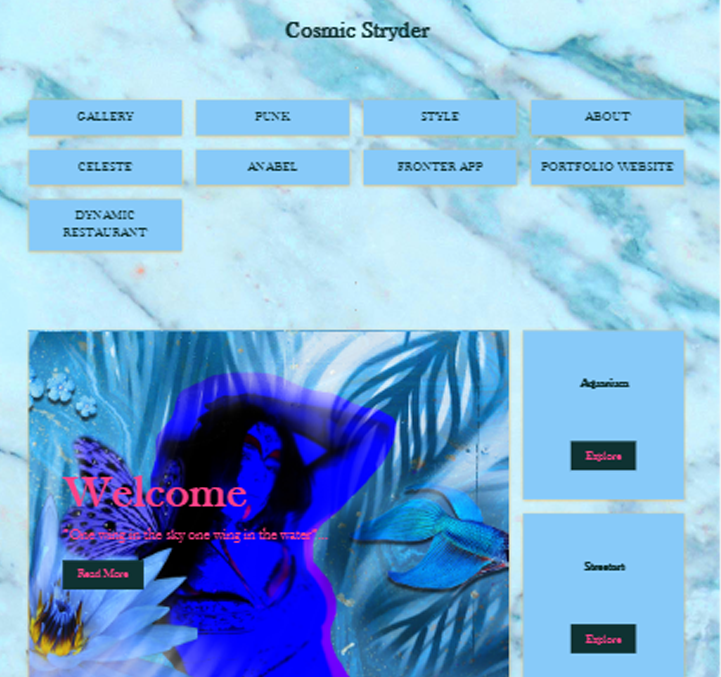 Cosmic Stryder
GALLERY
PUNK
STYLE
ABOUT
CELESTE
ANABEL
FRONTER APP
PORTFOLIO WEBSITE
DYNAMIC
RESTAURANT
Welcome,
"One wing in the sky one wing in the water"...
Read More
Aquarium
Explore
Streetart
Explore